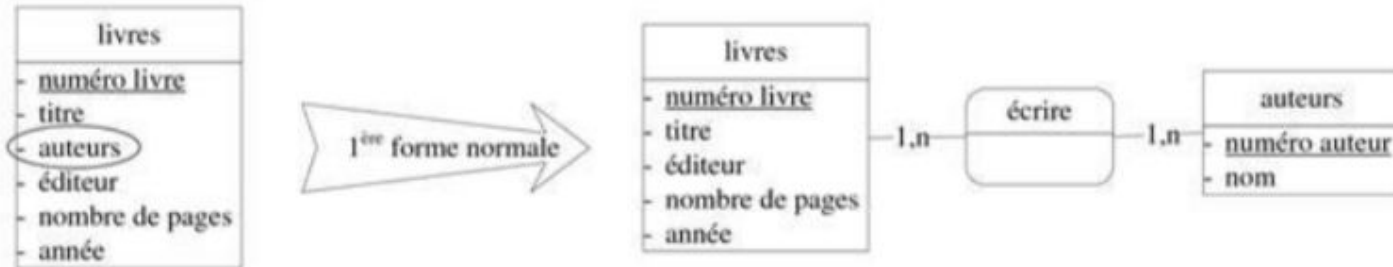 livres
- numéro livre
- titre
- auteurs
- éditeur
- nombre de pages
- année
1ère forme normale
livres
- numéro livre
- titre
- éditeur
- nombre de pages
- année
1,n
écrire
1,n
auteurs
- numéro auteur
- nom